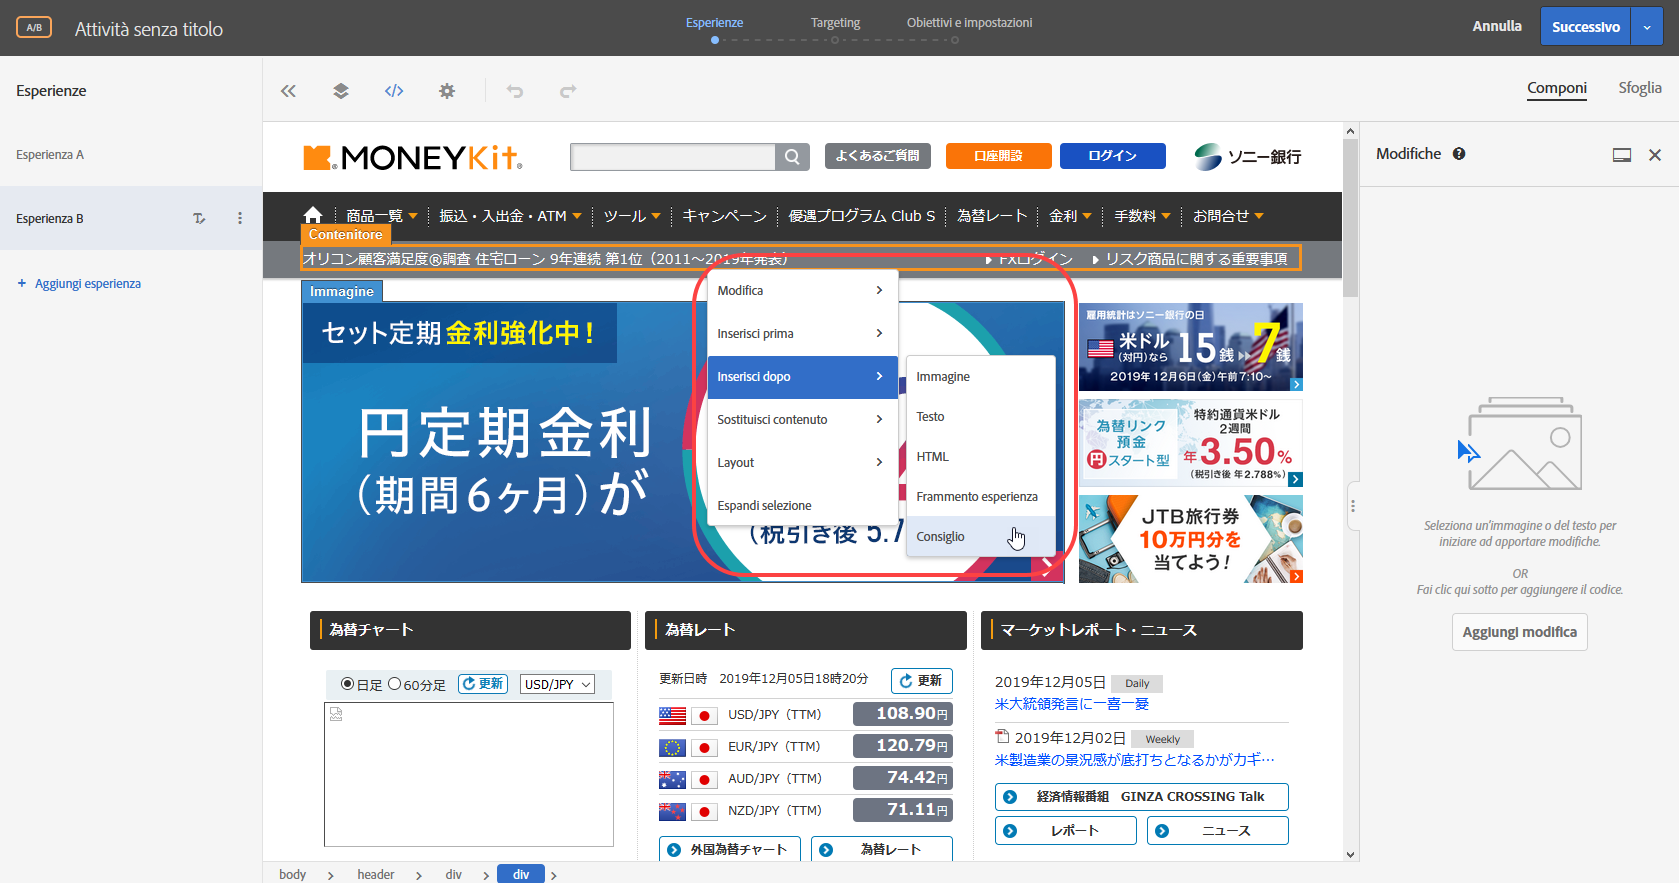 A/B
Attività senza titolo
Esperienze
Targeting
Obiettivi e impostazioni
Annulla
Successivo
Esperienze
Componi
Sfoglia
Esperienza A
Esperienza B
+ Aggiungi esperienza
MONEYKit
よくあるご質問
口座開設
ログイン
ソニー銀行
商品一覧
振込・入出金・ATM
ツール
キャンペーン
優遇プログラム Club S
為替レート
金利
手数料
お問合せ
Contenitore
オリコン顧客満足度®調査 住宅ローン 9年連続 第1位（2011～2019年発表）
FXログイン
リスク商品に関する重要事項
Immagine
セット定期 金利強化中！
円定期金利
（期間6ヶ月）が
（税引き後 5.7
Modifica
Inserisci prima
Inserisci dopo
Sostituisci contenuto
Layout
Espandi selezione
Immagine
Testo
HTML
Frammento esperienza
Consiglio
雇用統計はソニー銀行の日
米ドル
（対円）なら
15銭
7銭
2019年12月6日(金)午前7:10～
為替リンク
預金
円スタート型
特約通貨米ドル
2週間
年3.50%
（税引き後 年2.788%）
JTB旅行券
10万円分を
当てよう！
Modifiche
Seleziona un'immagine o del testo per
iniziare ad apportare modifiche.
OR
Fai clic qui sotto per aggiungere il codice.
Aggiungi modifica
為替チャート
日足
60分足
更新
USD/JPY
為替レート
更新日時　2019年12月05日18時20分
更新
USD/JPY（TTM）
108.90円
EUR/JPY（TTM）
120.79円
AUD/JPY（TTM）
74.42円
NZD/JPY（TTM）
71.11円
外国為替チャート
為替レート
マーケットレポート・ニュース
2019年12月05日
Daily
米大統領発言に一喜一憂
2019年12月02日
Weekly
米製造業の景況感が底打ちとなるかがカギ…
経済情報番組　GINZA CROSSING Talk
レポート
ニュース
body
header
div
div